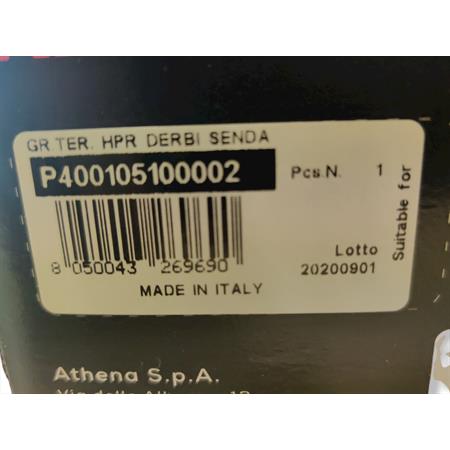 GR.TER. HPR DERBI SENDA
P400105100002
Pcs.N. 1
Suitable for
8 050043 269690
Lotto
20200901
MADE IN ITALY
Athena S.p.A.